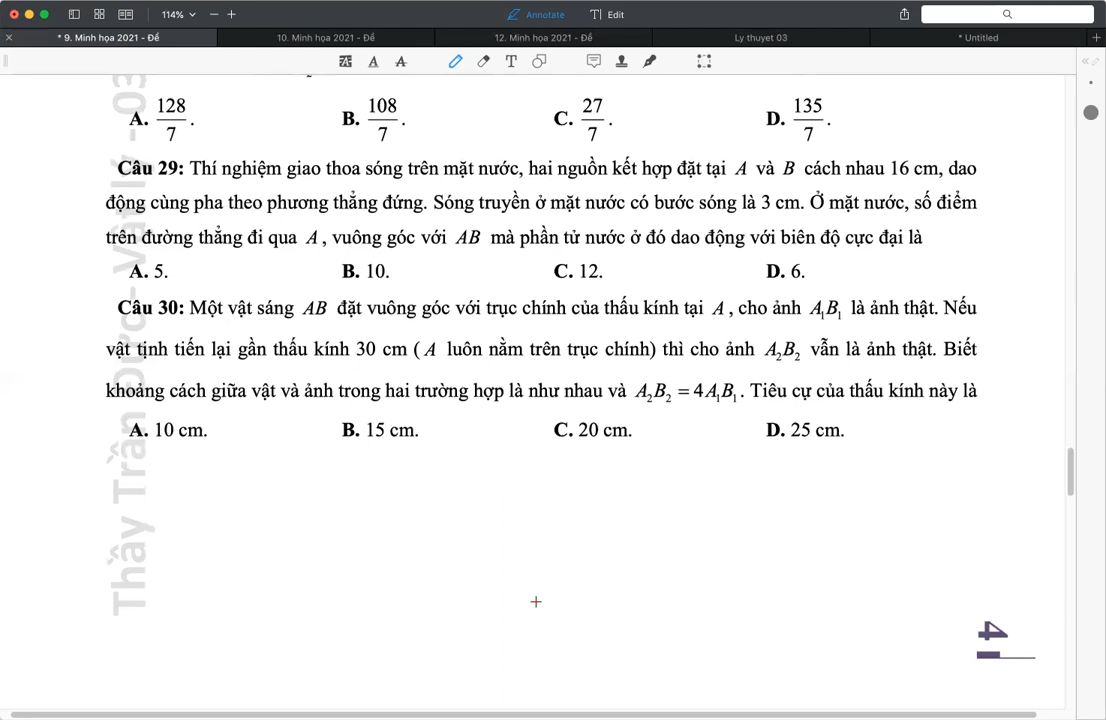 114%
Annotate
Edit
* 9. Minh họa 2021 - Đề
10. Minh họa 2021 - Đề
12. Minh họa 2021 - Đề
Ly thuyet 03
* Untitled
A. 128/7 . B. 108/7 . C. 27/7 . D. 135/7 .
Câu 29: Thí nghiệm giao thoa sóng trên mặt nước, hai nguồn kết hợp đặt tại A và B cách nhau 16 cm, dao
động cùng pha theo phương thẳng đứng. Sóng truyền ở mặt nước có bước sóng là 3 cm. Ở mặt nước, số điểm
trên đường thẳng đi qua A , vuông góc với AB mà phần tử nước ở đó dao động với biên độ cực đại là
A. 5. B. 10. C. 12. D. 6.
Câu 30: Một vật sáng AB đặt vuông góc với trục chính của thấu kính tại A , cho ảnh A₁B₁ là ảnh thật. Nếu
vật tịnh tiến lại gần thấu kính 30 cm ( A luôn nằm trên trục chính) thì cho ảnh A₂B₂ vẫn là ảnh thật. Biết
khoảng cách giữa vật và ảnh trong hai trường hợp là như nhau và A₂B₂ = 4A₁B₁ . Tiêu cự của thấu kính này là
A. 10 cm. B. 15 cm. C. 20 cm. D. 25 cm.
Thầy Trần Đức - Vật lý - 03
4